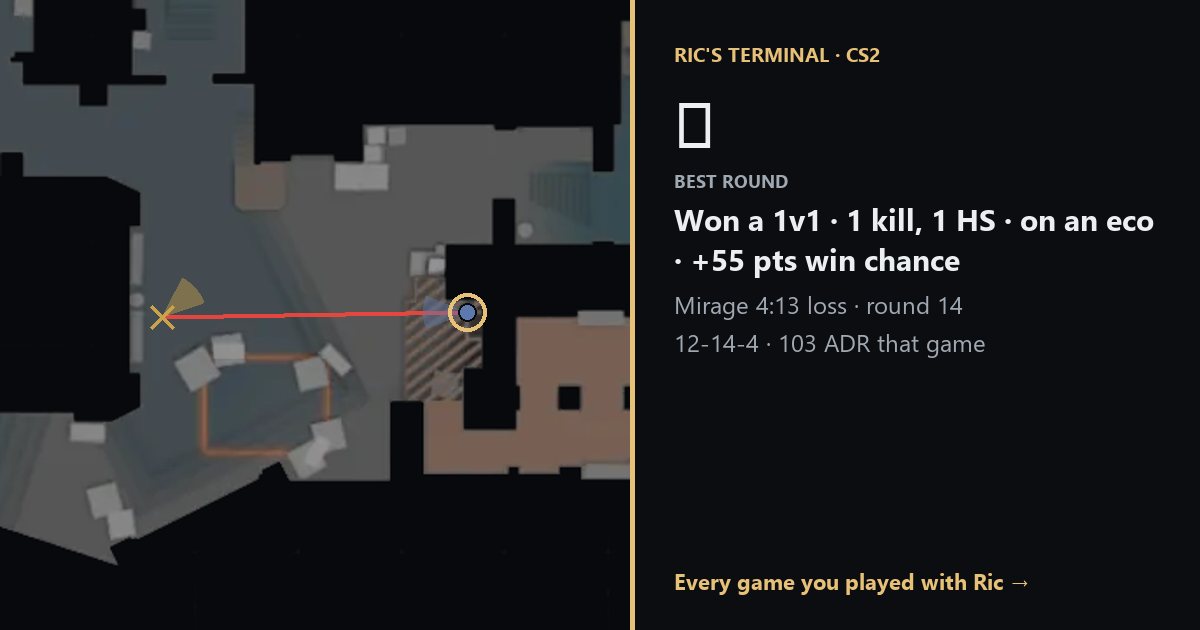 RIC'S TERMINAL · CS2
BEST ROUND
Won a 1v1 · 1 kill, 1 HS · on an eco
· +55 pts win chance
Mirage 4:13 loss · round 14
12-14-4 · 103 ADR that game
Every game you played with Ric →